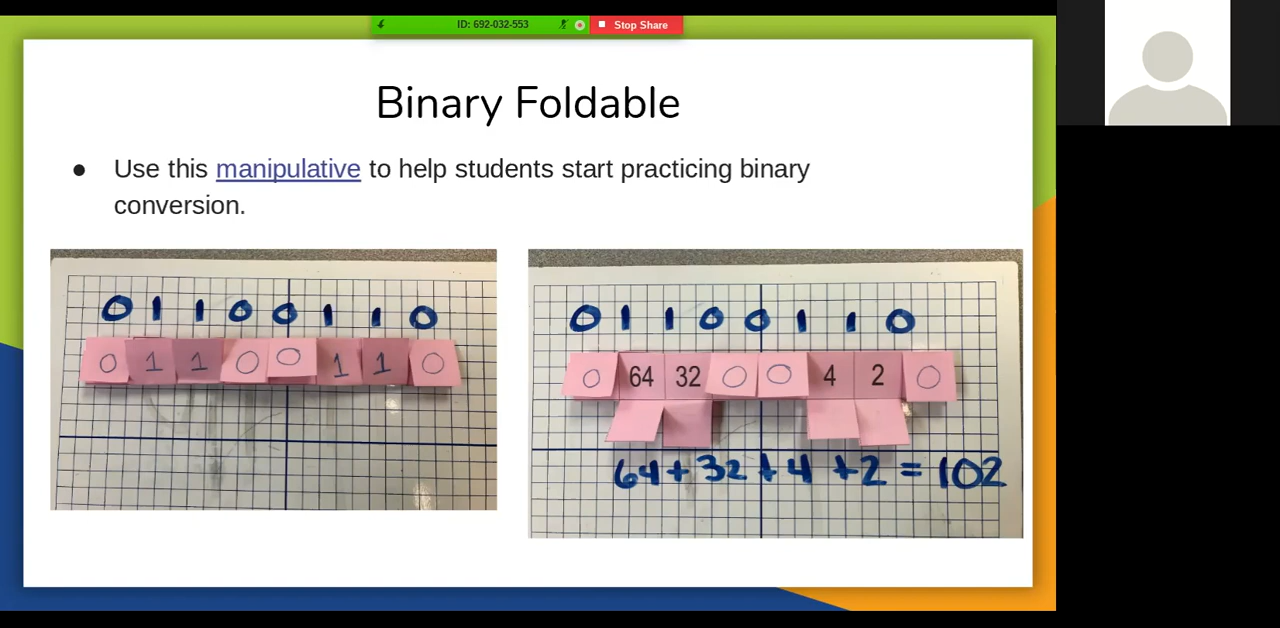 ID: 692-032-553
Stop Share
Binary Foldable
● Use this manipulative to help students start practicing binary
conversion.
0 1 1 0 0 1 1 0
0 1 1 0 0 1 1 0
0 1 1 0 0 1 1 0
0 64 32 0 0 4 2 0
64+32+4+2=102